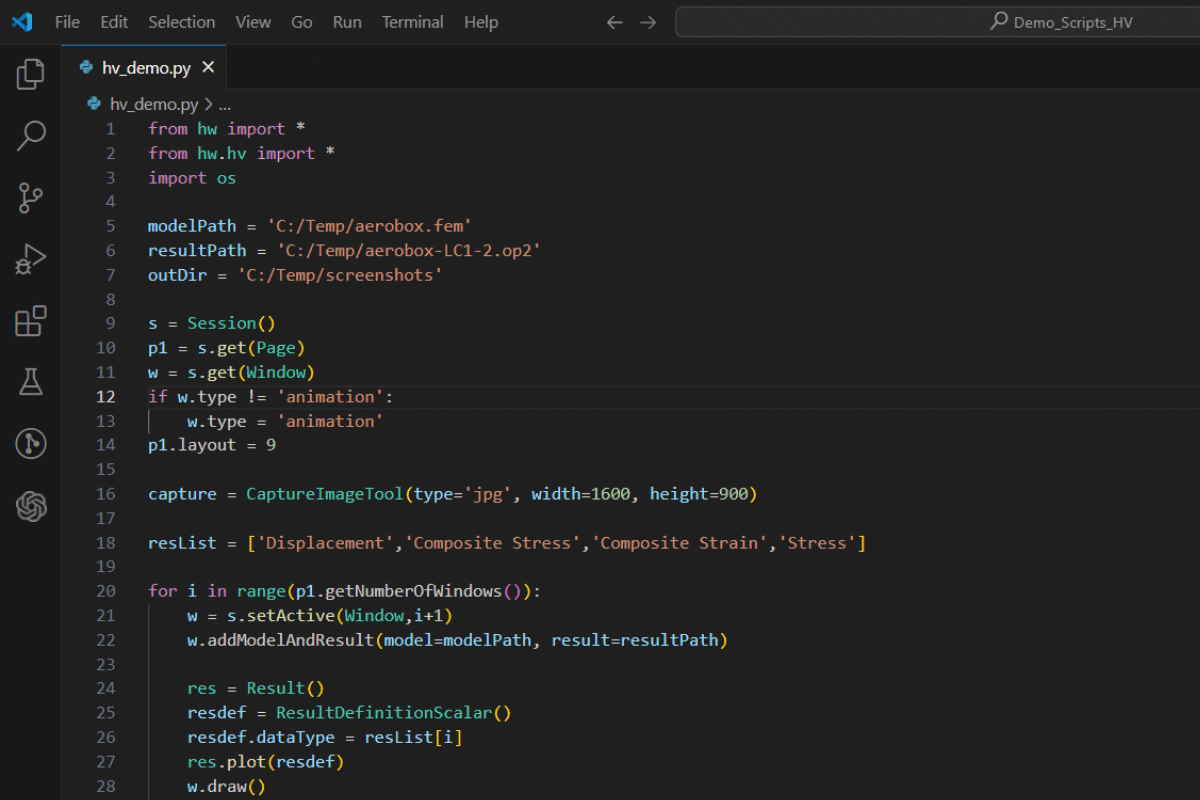 File Edit Selection View Go Run Terminal Help
Demo_Scripts_HV
hv_demo.py
hv_demo.py > ...
1 from hw import *
2 from hw.hv import *
3 import os
4
5 modelPath = 'C:/Temp/aerobox.fem'
6 resultPath = 'C:/Temp/aerobox-LC1-2.op2'
7 outDir = 'C:/Temp/screenshots'
8
9 s = Session()
10 p1 = s.get(Page)
11 w = s.get(Window)
12 if w.type != 'animation':
13     w.type = 'animation'
14 p1.layout = 9
15
16 capture = CaptureImageTool(type='jpg', width=1600, height=900)
17
18 resList = ['Displacement','Composite Stress','Composite Strain','Stress']
19
20 for i in range(p1.getNumberOfWindows()):
21     w = s.setActive(Window,i+1)
22     w.addModelAndResult(model=modelPath, result=resultPath)
23
24     res = Result()
25     resdef = ResultDefinitionScalar()
26     resdef.dataType = resList[i]
27     res.plot(resdef)
28     w.draw()